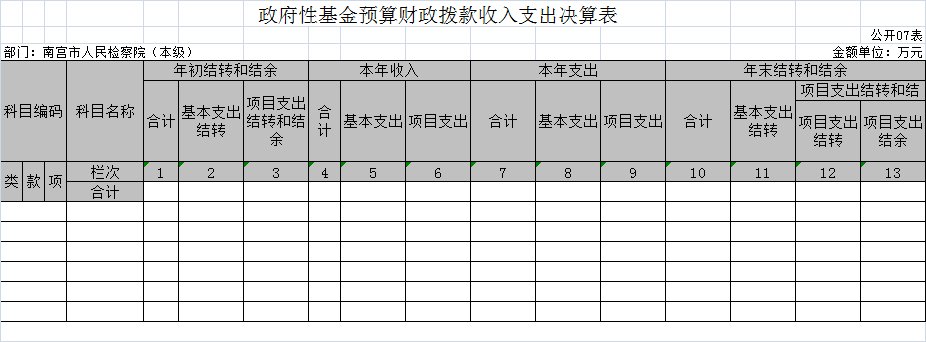 政府性基金预算财政拨款收入支出决算表
公开07表
部门：南宫市人民检察院（本级）
金额单位：万元
科目编码
科目名称
年初结转和结余
本年收入
本年支出
年末结转和结余
合计
基本支出
结转
项目支出
结转和结
余
合
计
基本支出
项目支出
合计
基本支出
项目支出
合计
基本支出
结转
项目支出结转和结
项目支出
结转
项目支出
结余
类 款 项 栏次 1 2 3 4 5 6 7 8 9 10 11 12 13
合计